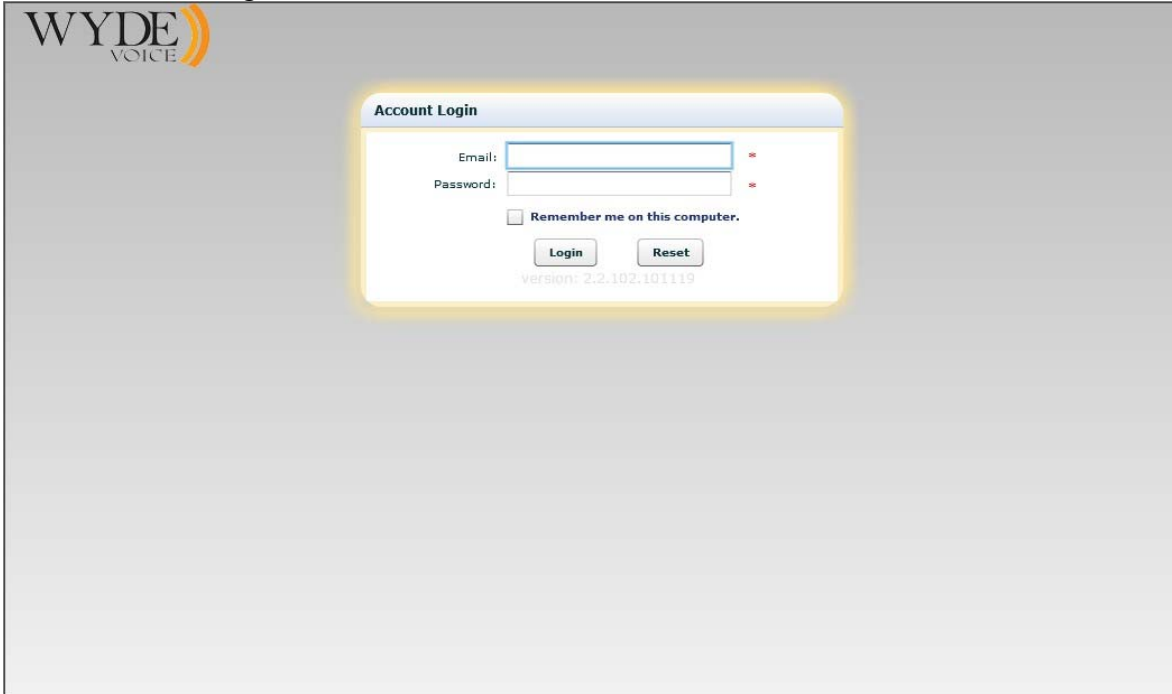 WYDE
VOICE
Account Login
Email: *
Password: *
Remember me on this computer.
Login Reset
version: 2.2.102.101119